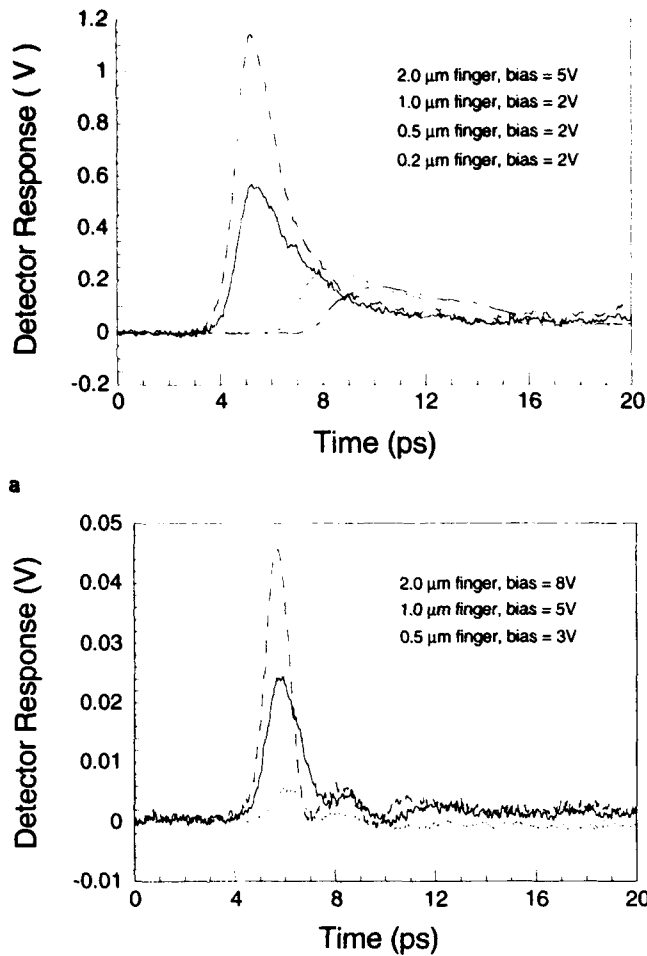 1.2
1
0.8
0.6
0.4
0.2
0
-0.2
Detector Response ( V )
2.0 μm finger, bias = 5V
1.0 μm finger, bias = 2V
0.5 μm finger, bias = 2V
0.2 μm finger, bias = 2V
0 4 8 12 16 20
Time (ps)
a
0.05
0.04
0.03
0.02
0.01
0
-0.01
Detector Response (V)
2.0 μm finger, bias = 8V
1.0 μm finger, bias = 5V
0.5 μm finger, bias = 3V
0 4 8 12 16 20
Time (ps)